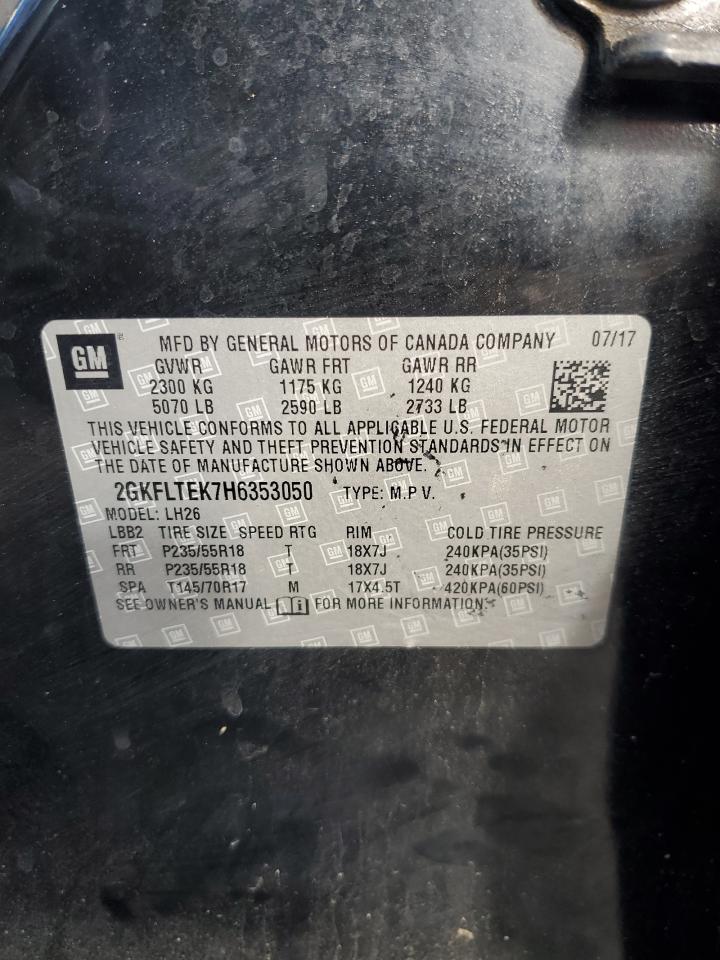 GM MFD BY GENERAL MOTORS OF CANADA COMPANY 07/17
GVWR GAWR FRT GAWR RR
2300 KG 1175 KG 1240 KG
5070 LB 2590 LB 2733 LB
THIS VEHICLE CONFORMS TO ALL APPLICABLE U.S. FEDERAL MOTOR
VEHICLE SAFETY AND THEFT PREVENTION STANDARDS IN EFFECT ON
THE DATE OF MANUFACTURE SHOWN ABOVE.
2GKFLTEK7H6353050 TYPE: M.P.V.
MODEL: LH26
LBB2 TIRE SIZE SPEED RTG RIM COLD TIRE PRESSURE
FRT P235/55R18 T 18X7J 240KPA(35PSI)
RR P235/55R18 T 18X7J 240KPA(35PSI)
SPA T145/70R17 M 17X4.5T 420KPA(60PSI)
SEE OWNER'S MANUAL FOR MORE INFORMATION.